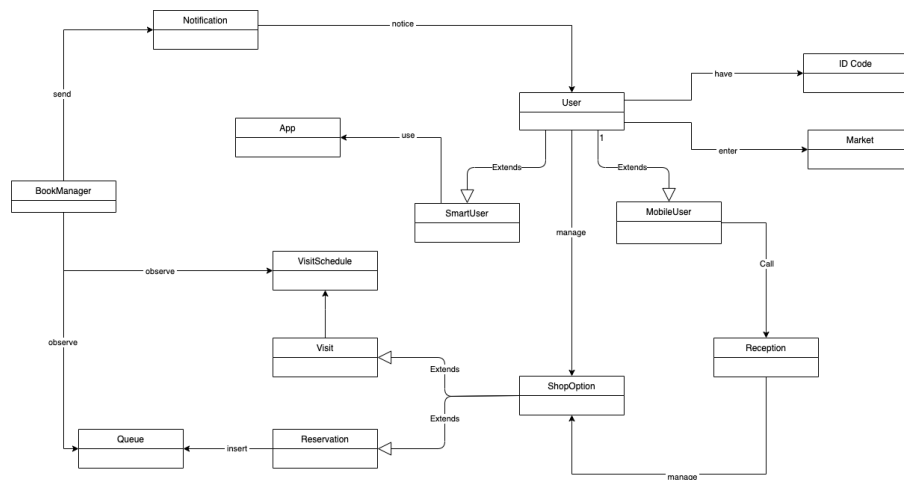 Notification
notice
ID Code
have
send
User
App
use
1
enter
Market
Extends
Extends
BookManager
SmartUser
MobileUser
manage
VisitSchedule
observe
Call
observe
Visit
Reception
Extends
ShopOption
Extends
Queue
insert
Reservation
manage